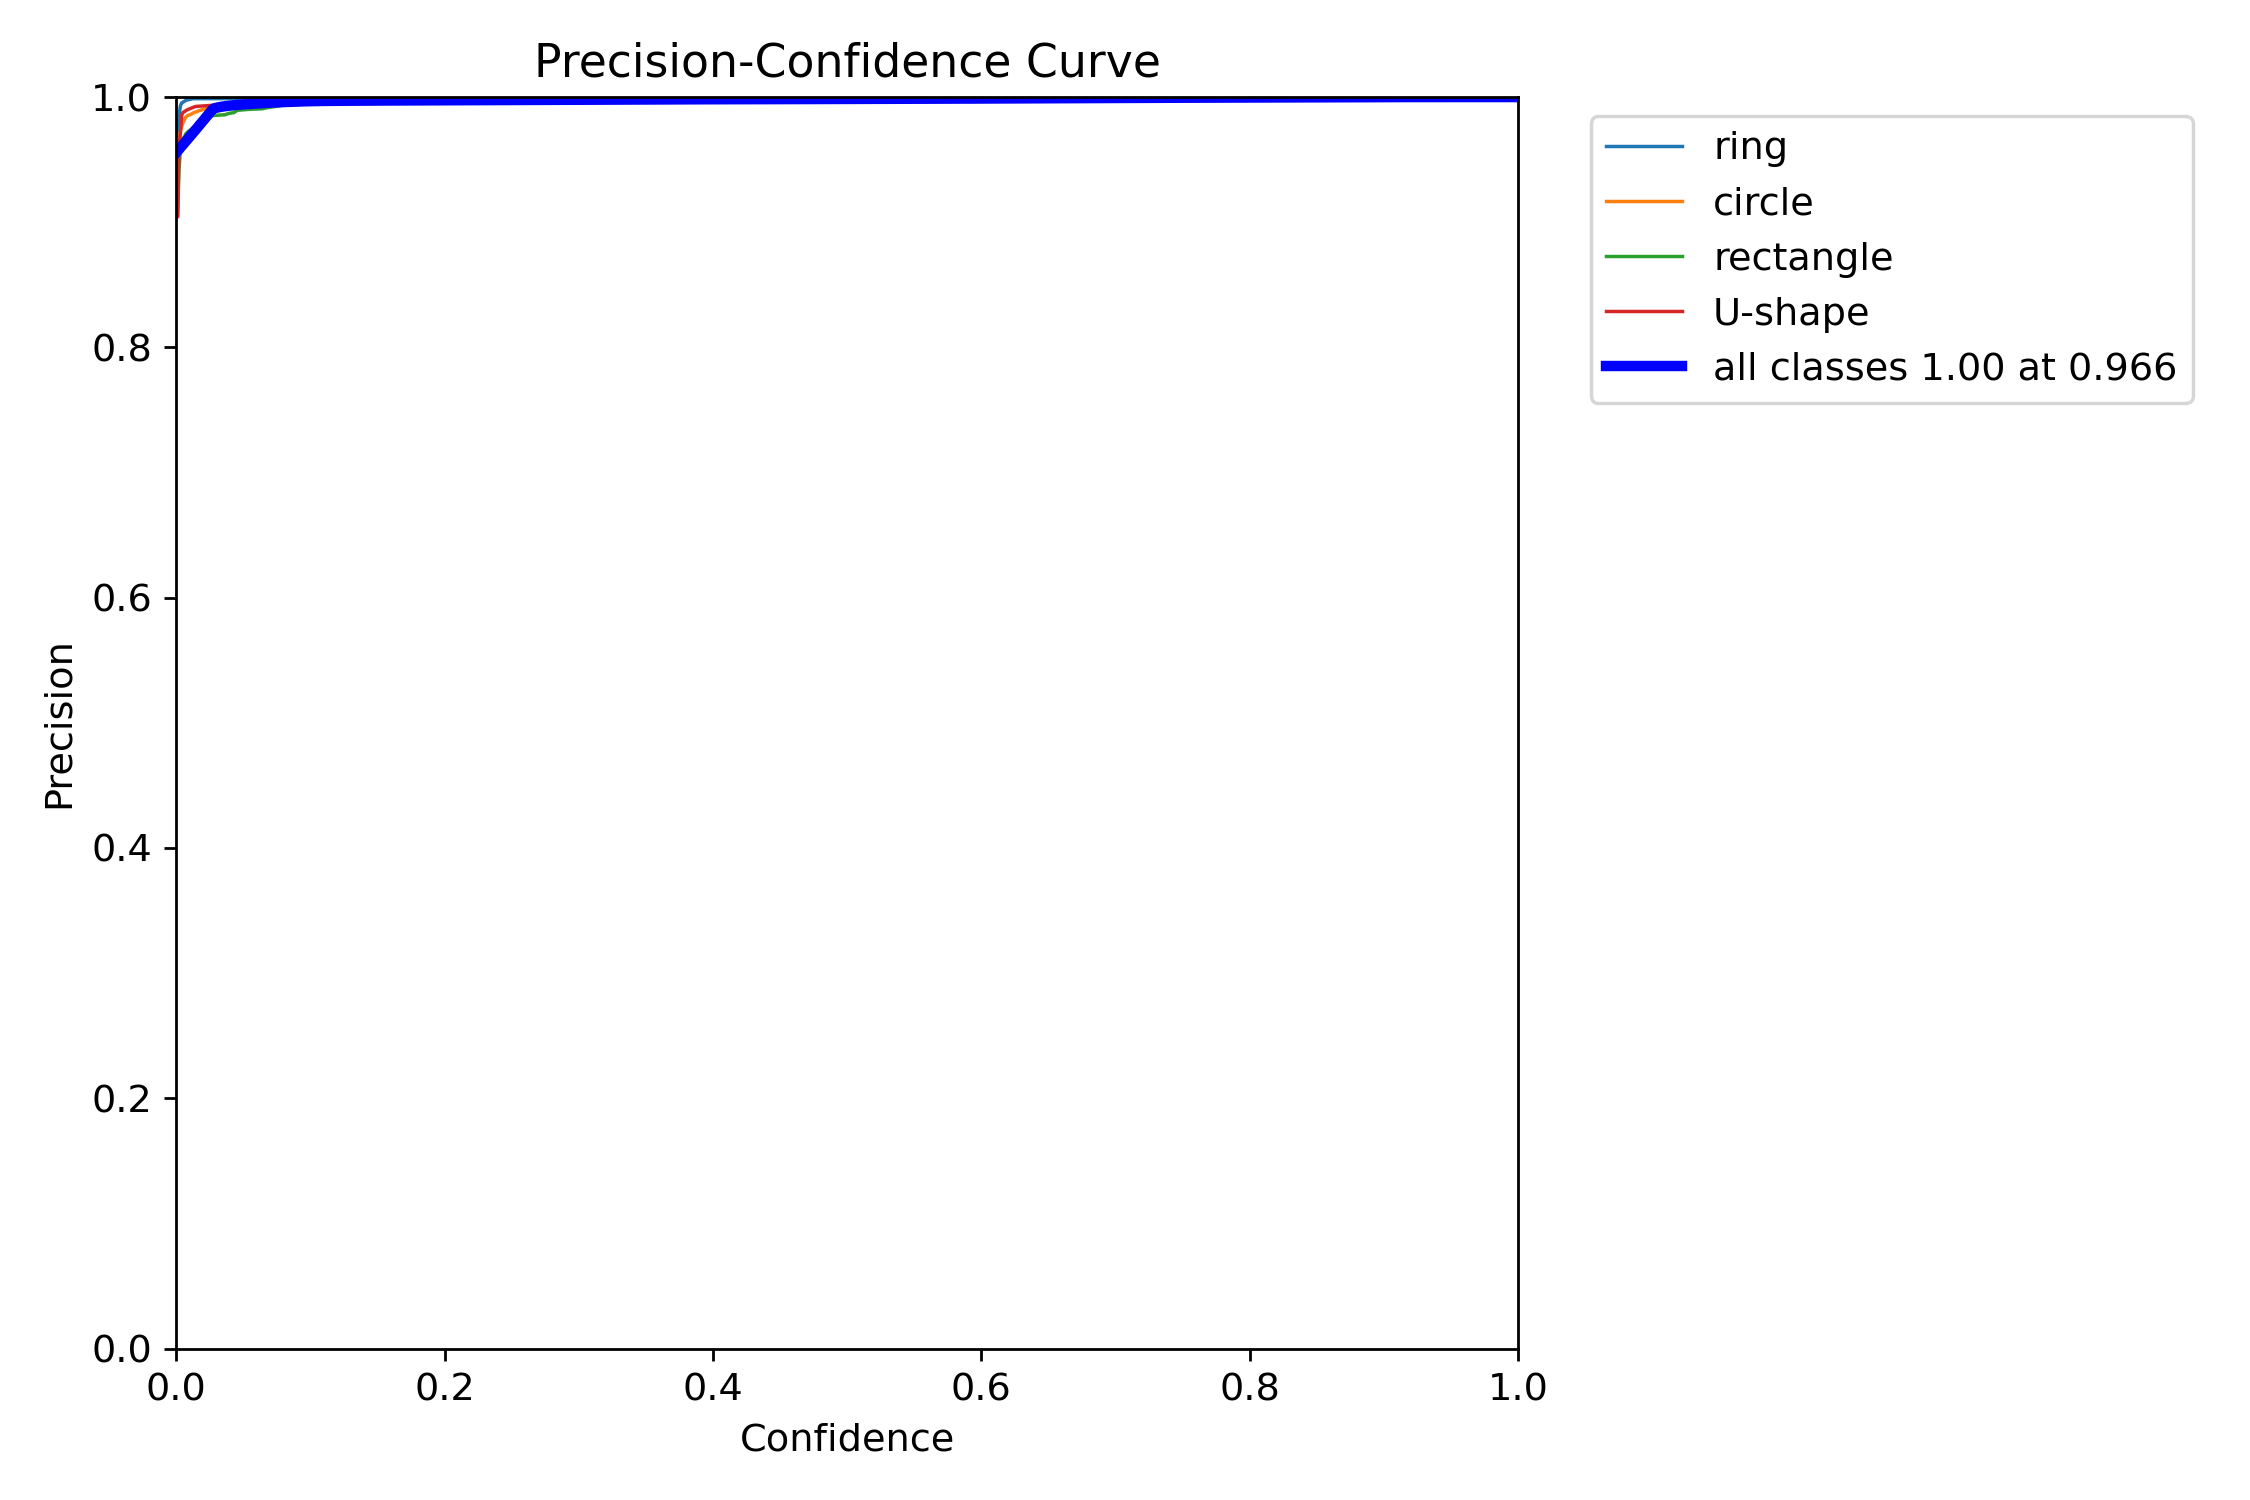 Precision-Confidence Curve
1.0
0.8
0.6
0.4
0.2
0.0
Precision
0.0 0.2 0.4 0.6 0.8 1.0
Confidence
ring
circle
rectangle
U-shape
all classes 1.00 at 0.966